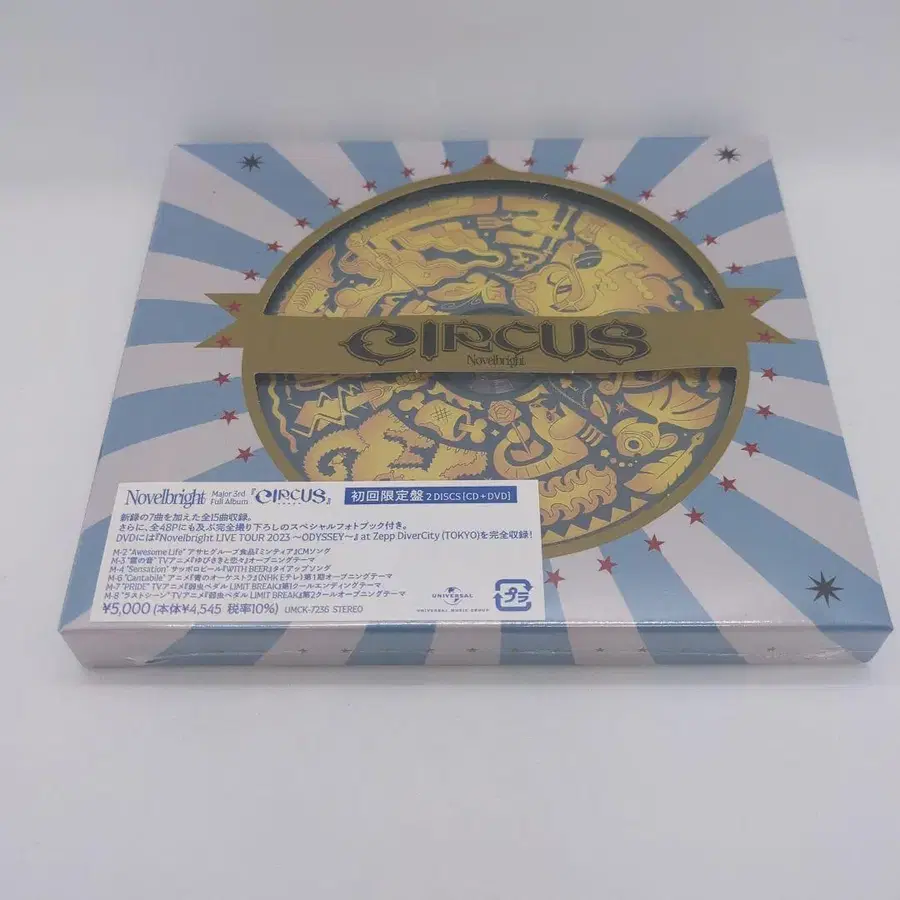 CIRCUS
Novelbright
Novelbright Major 3rd Full Album 『CIRCUS』 初回限定盤 2 DISCS [CD + DVD]
新録の7曲を加えた全15曲収録。
さらに、全48Pにも及ぶ完全撮り下ろしのスペシャルフォトブック付き。
DVDには『Novelbright LIVE TOUR 2023 ～ODYSSEY～』 at Zepp DiverCity (TOKYO)を完全収録!
M-2 "Awesome Life" アサヒグループ食品『ミンティア』CMソング
M-3 "愛の音" TVアニメ『ゆびさきと恋々』オープニングテーマ
M-4 "Sensation" サッポロビール『WITH BEER』タイアップソング
M-6 "Cantabile" アニメ『青のオーケストラ』(NHK Eテレ) 第1期オープニングテーマ
M-7 "PRIDE" TVアニメ『弱虫ペダル LIMIT BREAK』第1クールエンディングテーマ
M-8 "ラストシーン" TVアニメ『弱虫ペダル LIMIT BREAK』第2クールオープニングテーマ
¥5,000 (本体¥4,545 税率10%) UMCK-7236 STEREO
UNIVERSAL
UNIVERSAL MUSIC GROUP
プラ